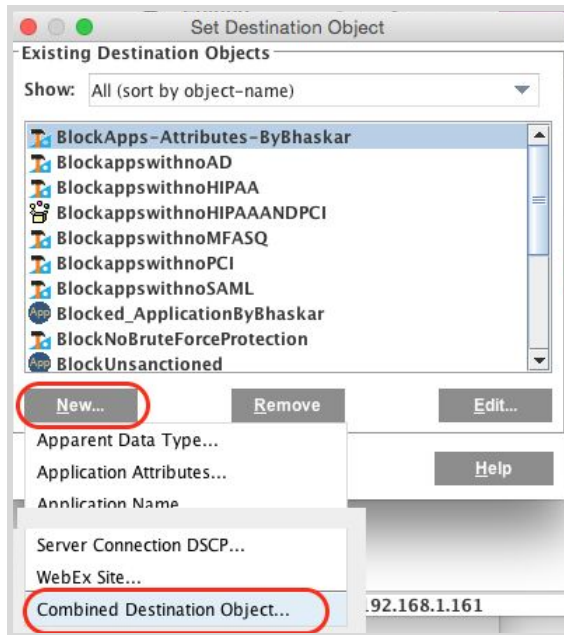 Set Destination Object
Existing Destination Objects
Show: All (sort by object-name)
BlockApps-Attributes-ByBhaskar
BlockappswithnoAD
BlockappswithnoHIPAA
BlockappswithnoHIPAAANDPCI
BlockappswithnoMFASQ
BlockappswithnoPCI
BlockappswithnoSAML
App Blocked_ApplicationByBhaskar
BlockNoBruteForceProtection
App BlockUnsanctioned
New... Remove Edit...
Apparent Data Type...
Application Attributes... Help
Application Name
Server Connection DSCP...
WebEx Site...
Combined Destination Object... 92.168.1.161